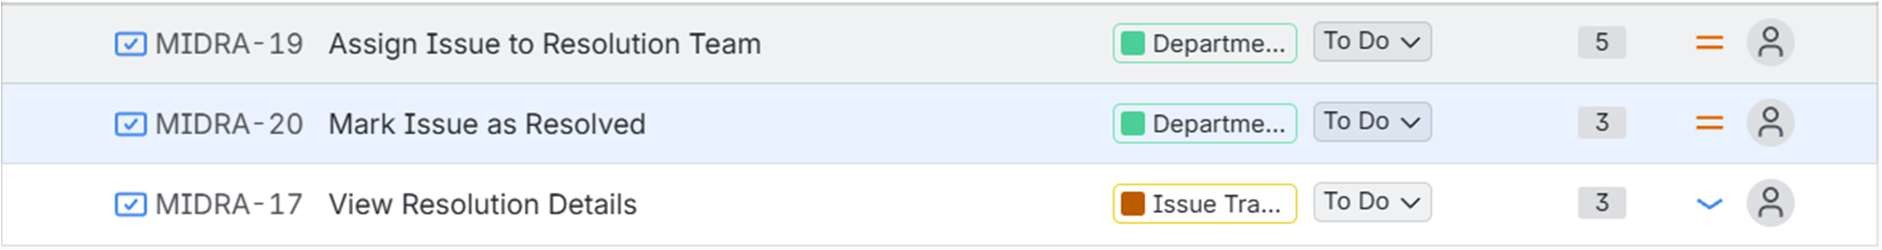 MIDRA-19 Assign Issue to Resolution Team Departme... To Do 5
MIDRA-20 Mark Issue as Resolved Departme... To Do 3
MIDRA-17 View Resolution Details Issue Tra... To Do 3